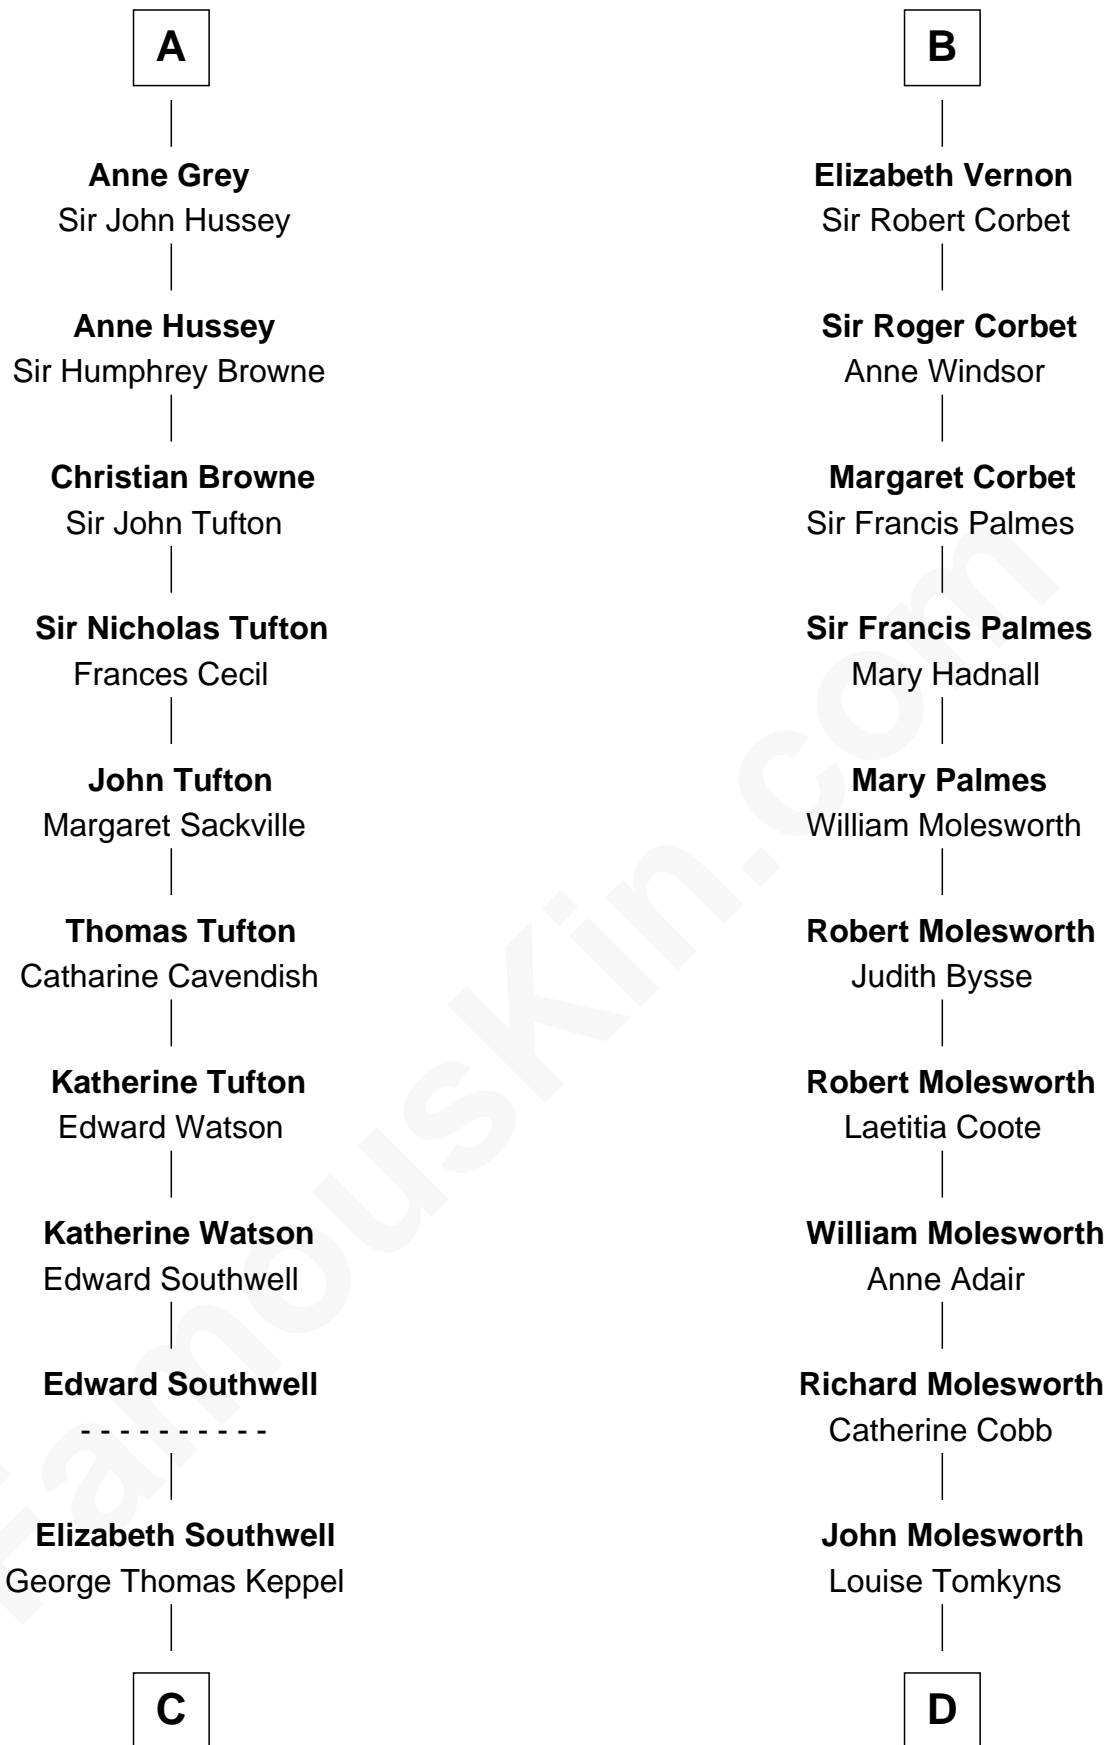 A
Anne Grey
Sir John Hussey
Anne Hussey
Sir Humphrey Browne
Christian Browne
Sir John Tufton
Sir Nicholas Tufton
Frances Cecil
John Tufton
Margaret Sackville
Thomas Tufton
Catharine Cavendish
Katherine Tufton
Edward Watson
Katherine Watson
Edward Southwell
Edward Southwell
- - - - - - - - - -
Elizabeth Southwell
George Thomas Keppel
C
B
Elizabeth Vernon
Sir Robert Corbet
Sir Roger Corbet
Anne Windsor
Margaret Corbet
Sir Francis Palmes
Sir Francis Palmes
Mary Hadnall
Mary Palmes
William Molesworth
Robert Molesworth
Judith Bysse
Robert Molesworth
Laetitia Coote
William Molesworth
Anne Adair
Richard Molesworth
Catherine Cobb
John Molesworth
Louise Tomkyns
D
FamousKin.com